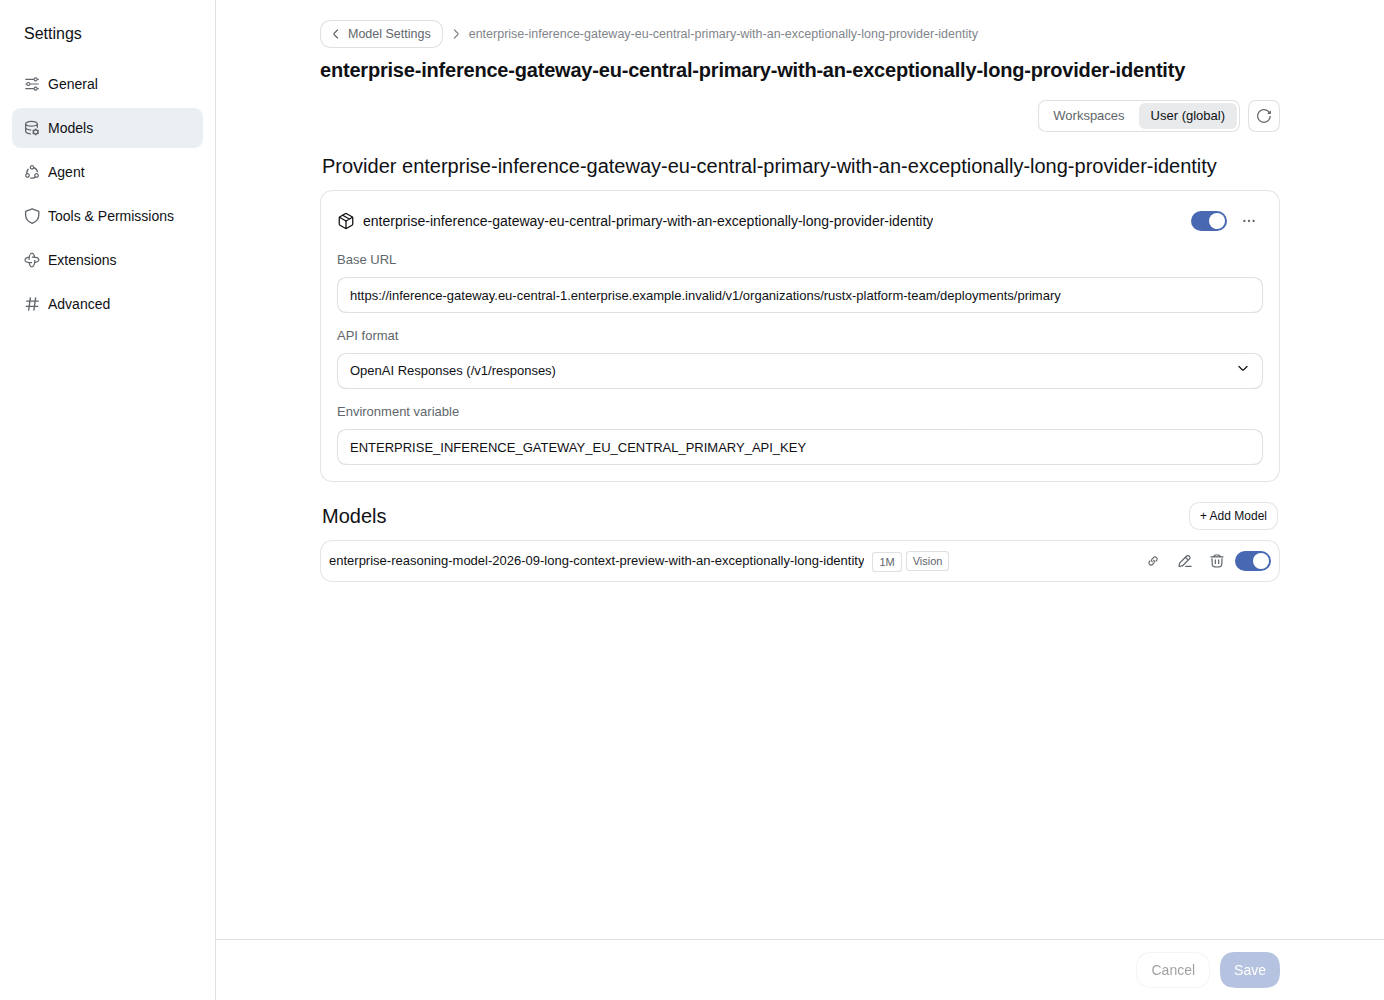 Settings
General
Models
Agent
Tools & Permissions
Extensions
Advanced
Model Settings
enterprise-inference-gateway-eu-central-primary-with-an-exceptionally-long-provider-identity
enterprise-inference-gateway-eu-central-primary-with-an-exceptionally-long-provider-identity
Workspaces
User (global)
Provider enterprise-inference-gateway-eu-central-primary-with-an-exceptionally-long-provider-identity
enterprise-inference-gateway-eu-central-primary-with-an-exceptionally-long-provider-identity
Base URL
https://inference-gateway.eu-central-1.enterprise.example.invalid/v1/organizations/rustx-platform-team/deployments/primary
API format
OpenAI Responses (/v1/responses)
Environment variable
ENTERPRISE_INFERENCE_GATEWAY_EU_CENTRAL_PRIMARY_API_KEY
Models
+ Add Model
enterprise-reasoning-model-2026-09-long-context-preview-with-an-exceptionally-long-identity
1M
Vision
Cancel
Save